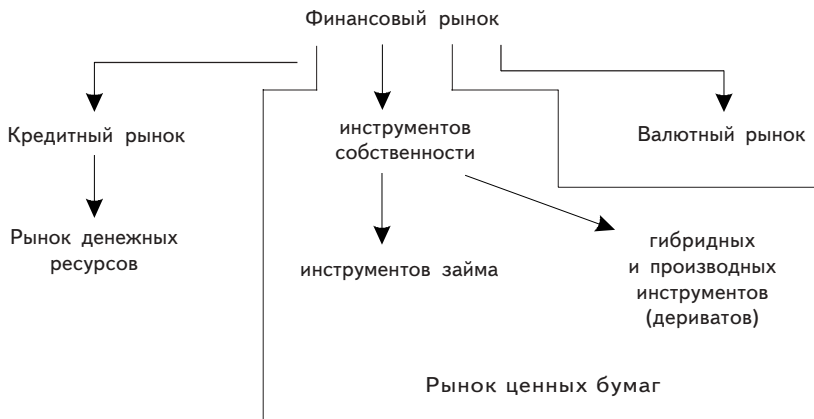 Финансовый рынок
Кредитный рынок
инструментов
собственности
Валютный рынок
Рынок денежных
ресурсов
инструментов займа
гибридных
и производных
инструментов
(дериватов)
Рынок ценных бумаг